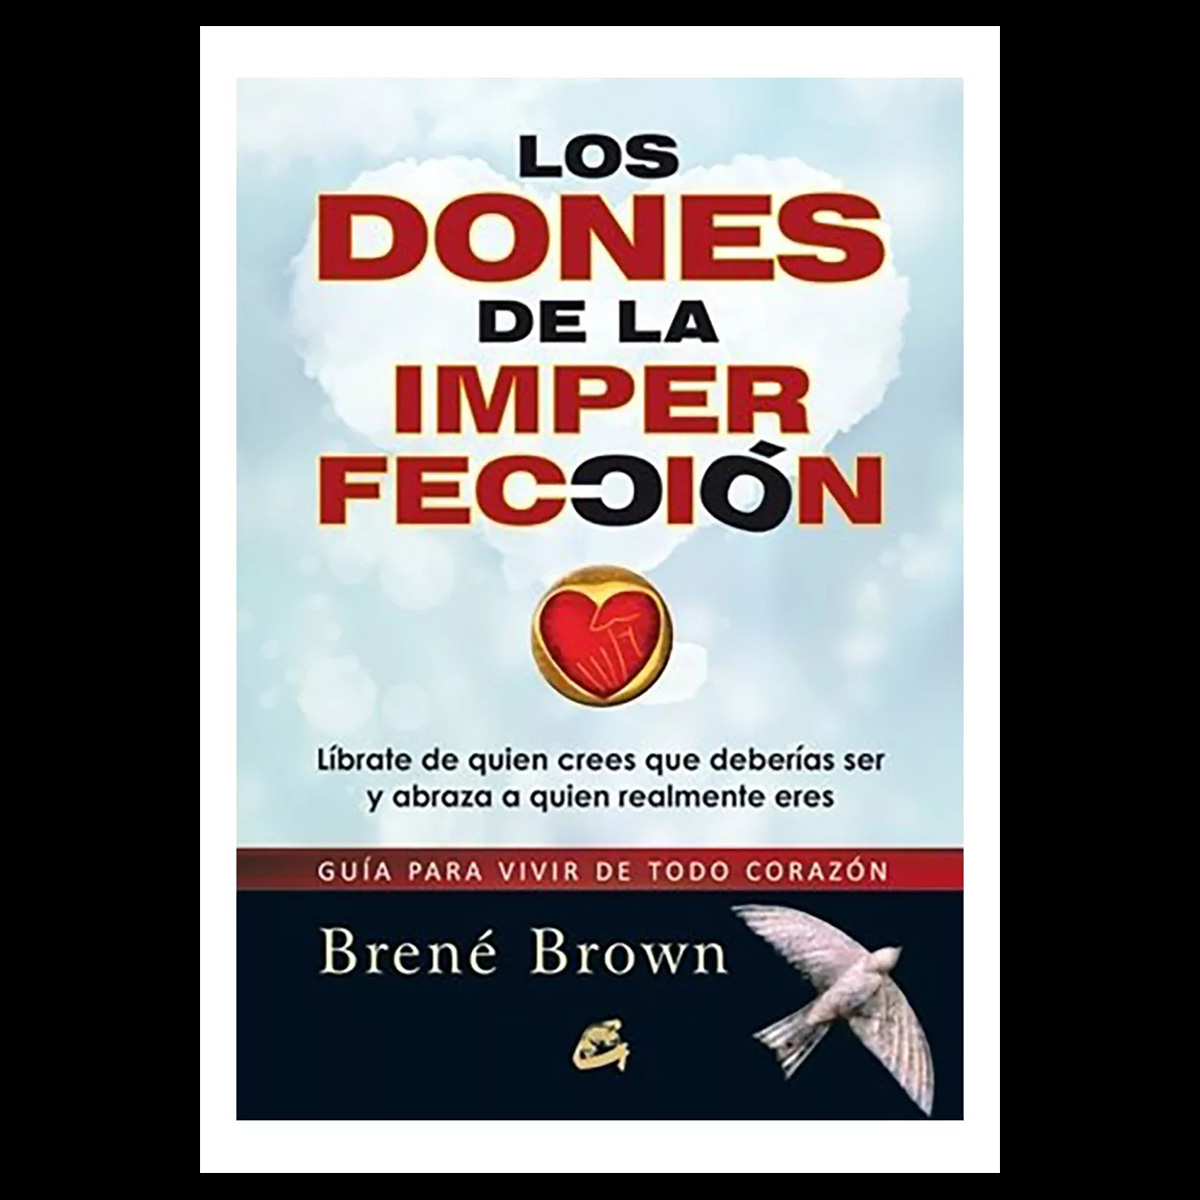 LOS
DONES
DE LA
IMPER
FECCIÓN
Líbrate de quien crees que deberías ser
y abraza a quien realmente eres
GUÍA PARA VIVIR DE TODO CORAZÓN
Brené Brown